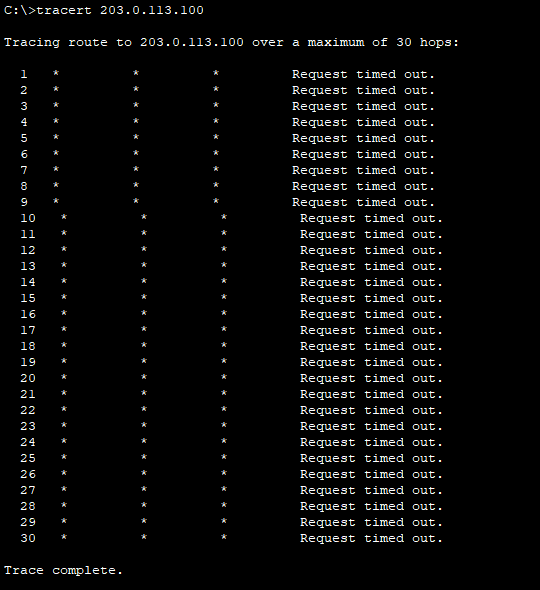 C:\>tracert 203.0.113.100
Tracing route to 203.0.113.100 over a maximum of 30 hops:
1 * * * Request timed out.
2 * * * Request timed out.
3 * * * Request timed out.
4 * * * Request timed out.
5 * * * Request timed out.
6 * * * Request timed out.
7 * * * Request timed out.
8 * * * Request timed out.
9 * * * Request timed out.
10 * * * Request timed out.
11 * * * Request timed out.
12 * * * Request timed out.
13 * * * Request timed out.
14 * * * Request timed out.
15 * * * Request timed out.
16 * * * Request timed out.
17 * * * Request timed out.
18 * * * Request timed out.
19 * * * Request timed out.
20 * * * Request timed out.
21 * * * Request timed out.
22 * * * Request timed out.
23 * * * Request timed out.
24 * * * Request timed out.
25 * * * Request timed out.
26 * * * Request timed out.
27 * * * Request timed out.
28 * * * Request timed out.
29 * * * Request timed out.
30 * * * Request timed out.
Trace complete.